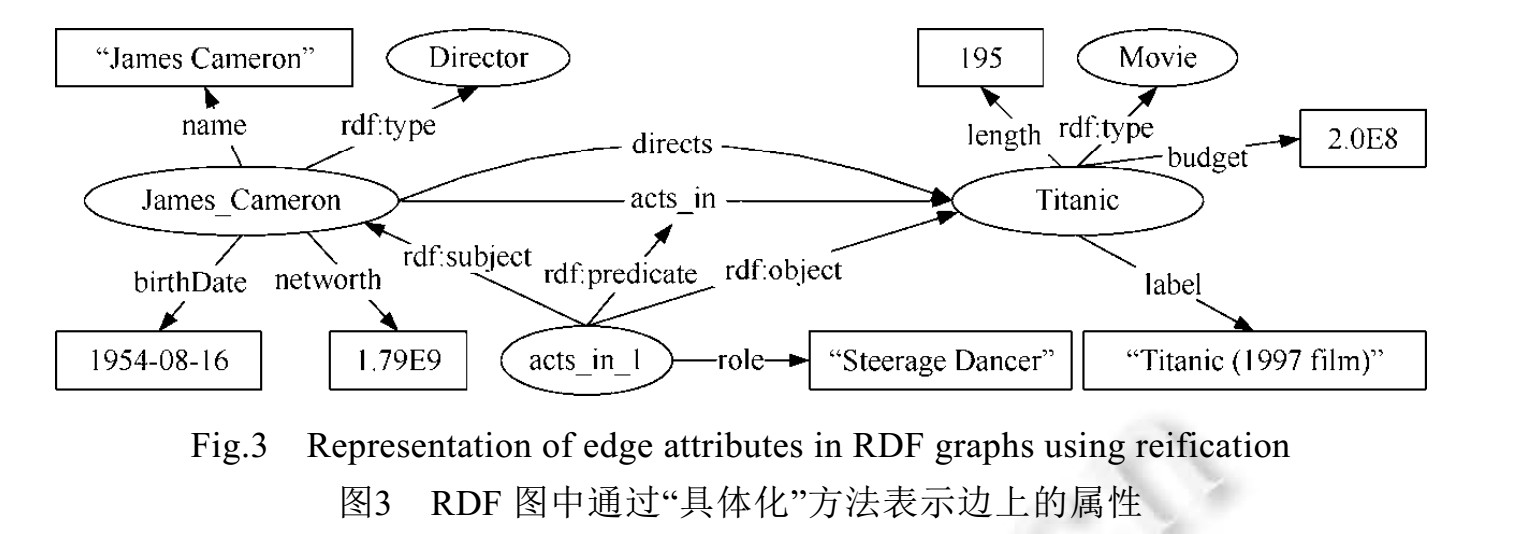 “James Cameron” Director 195 Movie
name rdf:type length rdf:type 2.0E8
directs budget
James_Cameron acts_in Titanic
rdf:subject rdf:predicate rdf:object
birthDate networth label
1954-08-16 1.79E9 acts_in_1 role “Steerage Dancer” “Titanic (1997 film)”
Fig.3 Representation of edge attributes in RDF graphs using reification
图3 RDF 图中通过“具体化”方法表示边上的属性